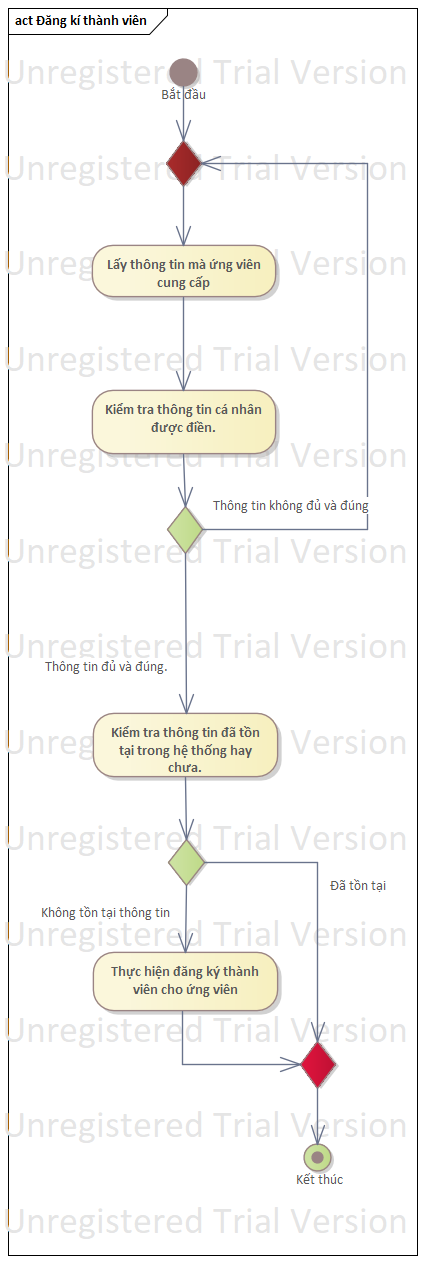 act Đăng kí thành viên
Unregistered Trial Version
Bắt đầu
Unregistered Trial Version
Unregistered Trial Version
Lấy thông tin mà ứng viên
cung cấp
Unregistered Trial Version
Kiểm tra thông tin cá nhân
được điền.
Unregistered Trial Version
Thông tin không đủ và đúng
Unregistered Trial Version
Unregistered Trial Version
Thông tin đủ và đúng.
Unregistered Trial Version
Kiểm tra thông tin đã tồn
tại trong hệ thống hay
chưa.
Unregistered Trial Version
Đã tồn tại
Không tồn tại thông tin
Unregistered Trial Version
Thực hiện đăng ký thành
viên cho ứng viên
Unregistered Trial Version
Unregistered Trial Version
Kết thúc
Unregistered Trial Version